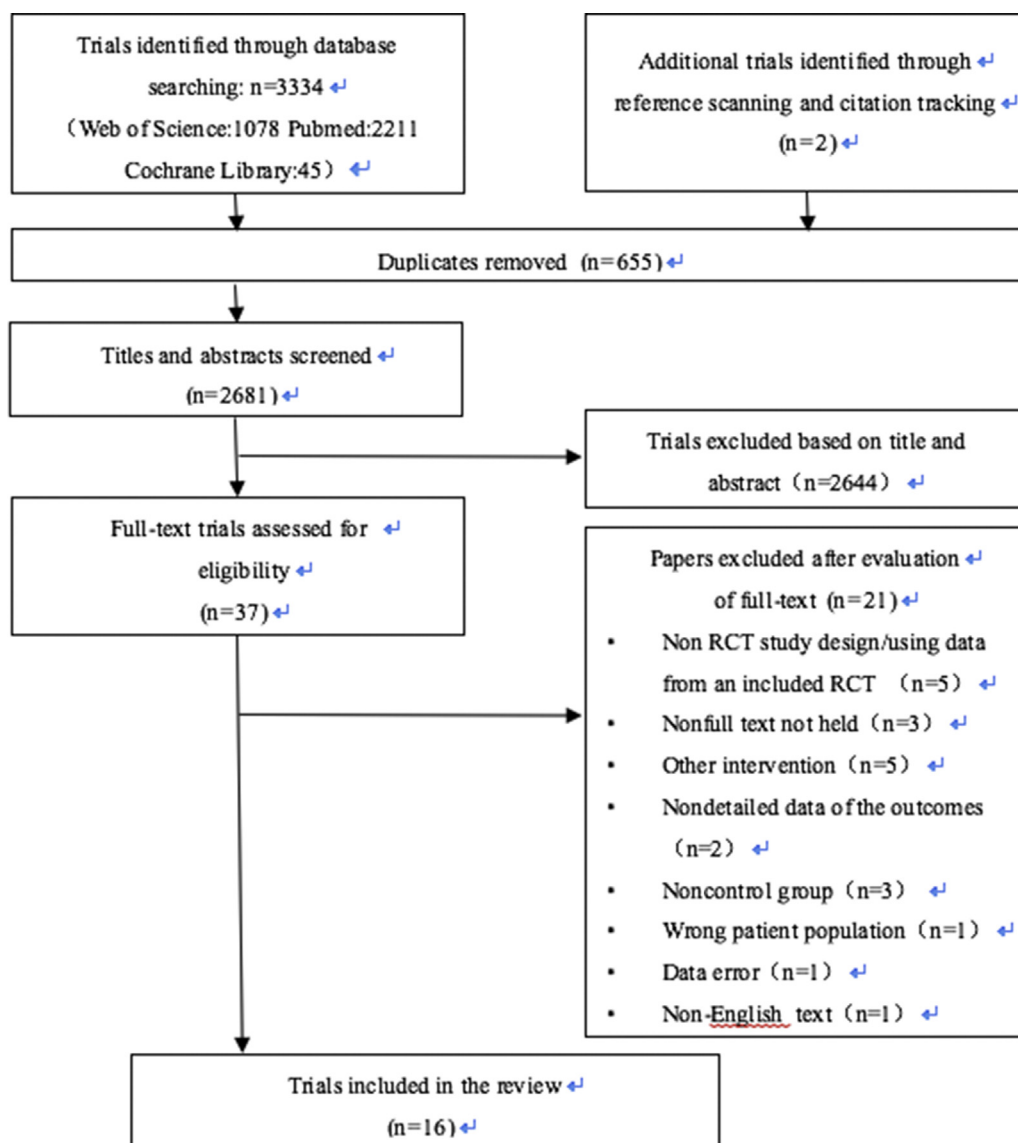 Trials identified through database
searching: n=3334 ↵
（Web of Science:1078 Pubmed:2211
Cochrane Library:45） ↵
Additional trials identified through ↵
reference scanning and citation tracking ↵
(n=2) ↵
Duplicates removed (n=655) ↵
Titles and abstracts screened ↵
(n=2681) ↵
Trials excluded based on title and
abstract（n=2644） ↵
Full-text trials assessed for ↵
eligibility ↵
(n=37) ↵
Papers excluded after evaluation ↵
of full-text (n=21) ↵
• Non RCT study design/using data
from an included RCT （n=5） ↵
• Nonfull text not held（n=3） ↵
• Other intervention（n=5） ↵
• Nondetailed data of the outcomes
（n=2） ↵
• Noncontrol group（n=3） ↵
• Wrong patient population（n=1） ↵
• Data error（n=1） ↵
• Non-English text（n=1） ↵
Trials included in the review ↵
(n=16) ↵